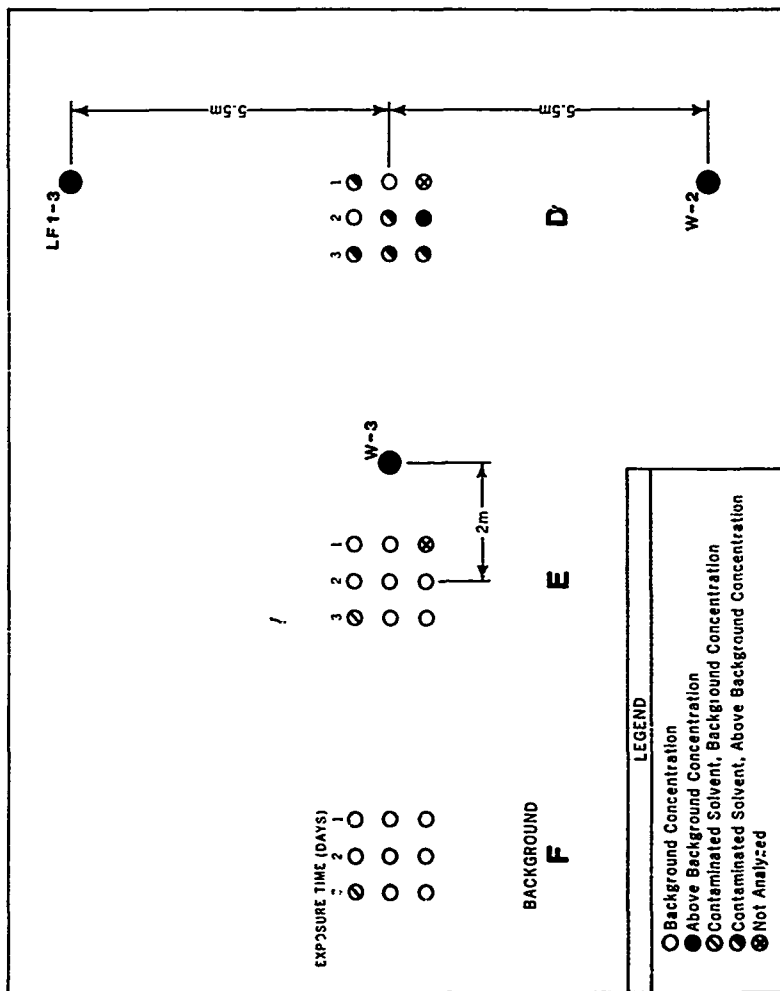 LF1-3
5.5m
5.5m
1
2
3
D
W-2
W-3
2m
1
2
3
E
EXPOSURE TIME (DAYS)
1
2
BACKGROUND
F
LEGEND
Background Concentration
Above Background Concentration
Contaminated Solvent, Background Concentration
Contaminated Solvent, Above Background Concentration
Not Analyzed